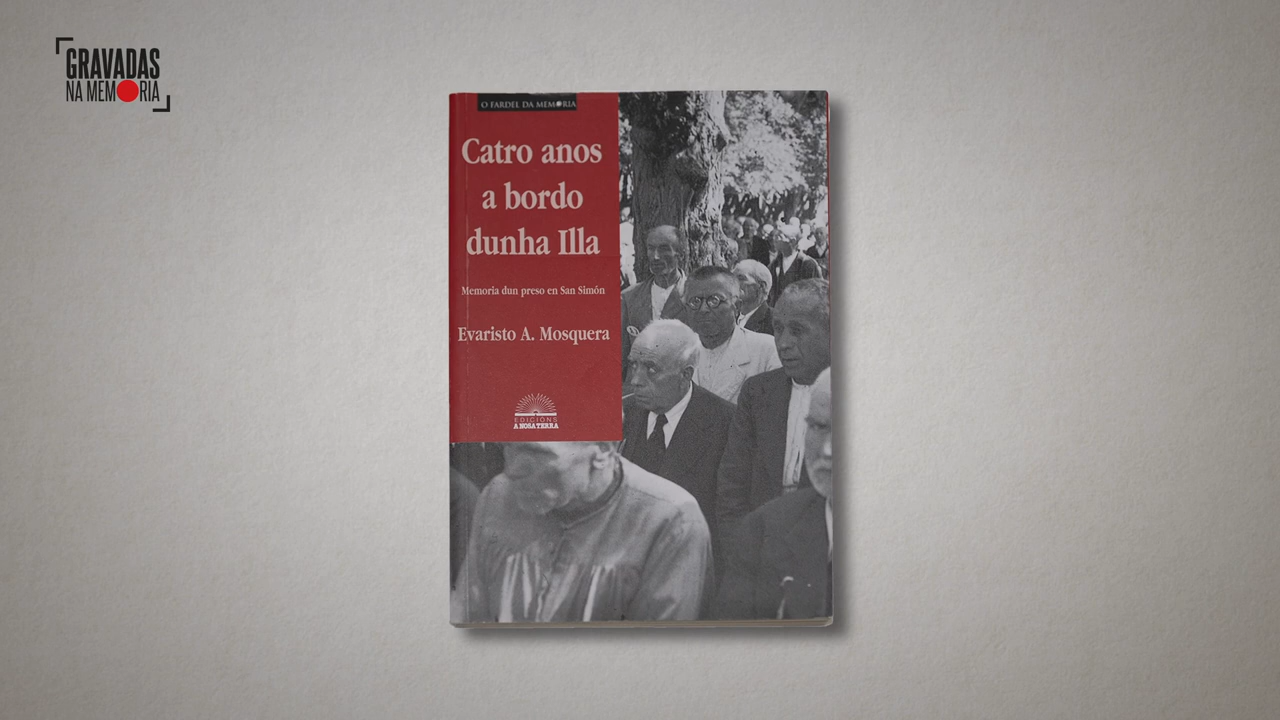 GRAVADAS
NA MEMORIA
O FARDEL DA MEMORIA
Catro anos
a bordo
dunha Illa
Memoria dun preso en San Simón
Evaristo A. Mosquera
EDICIÓNS
A NOSA TERRA